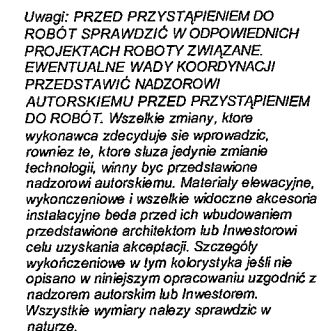 Uwagi: PRZED PRZYSTĄPIENIEM DO
ROBÓT SPRAWDZIĆ W ODPOWIEDNICH
PROJEKTACH ROBOTY ZWIĄZANE.
EWENTUALNE WADY KOORDYNACJI
PRZEDSTAWIĆ NADZOROWI
AUTORSKIEMU PRZED PRZYSTĄPIENIEM
DO ROBÓT. Wszelkie zmiany, ktore
wykonawca zdecyduje sie wprowadzic,
rowniez te, ktore sluza jedynie zmianie
technologii, winny byc przedstawione
nadzorowi autorskiemu. Materialy elewacyjne,
wykonczeniowe i wszelkie widoczne akcesoria
instalacyjne beda przed ich wbudowaniem
przedstawione architektom lub Inwestorowi
celu uzyskania akceptacji. Szczegóły
wykończeniowe w tym kolorystyka jeśli nie
opisano w niniejszym opracowaniu uzgodnić z
nadzorem autorskim lub Inwestorem.
Wszystkie wymiary nalezy sprawdzic w
naturze.